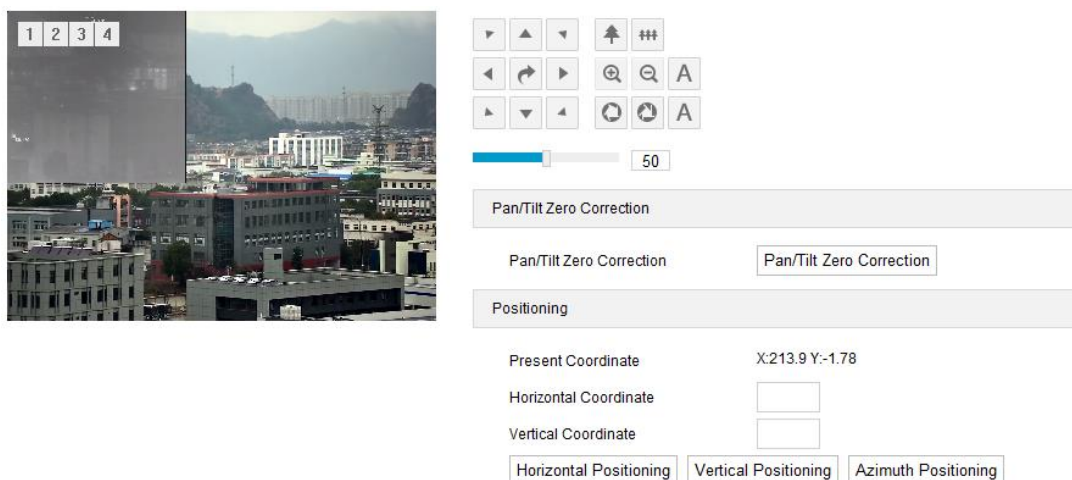 1 2 3 4
A
A
50
Pan/Tilt Zero Correction
Pan/Tilt Zero Correction Pan/Tilt Zero Correction
Positioning
Present Coordinate X:213.9 Y:-1.78
Horizontal Coordinate
Vertical Coordinate
Horizontal Positioning Vertical Positioning Azimuth Positioning